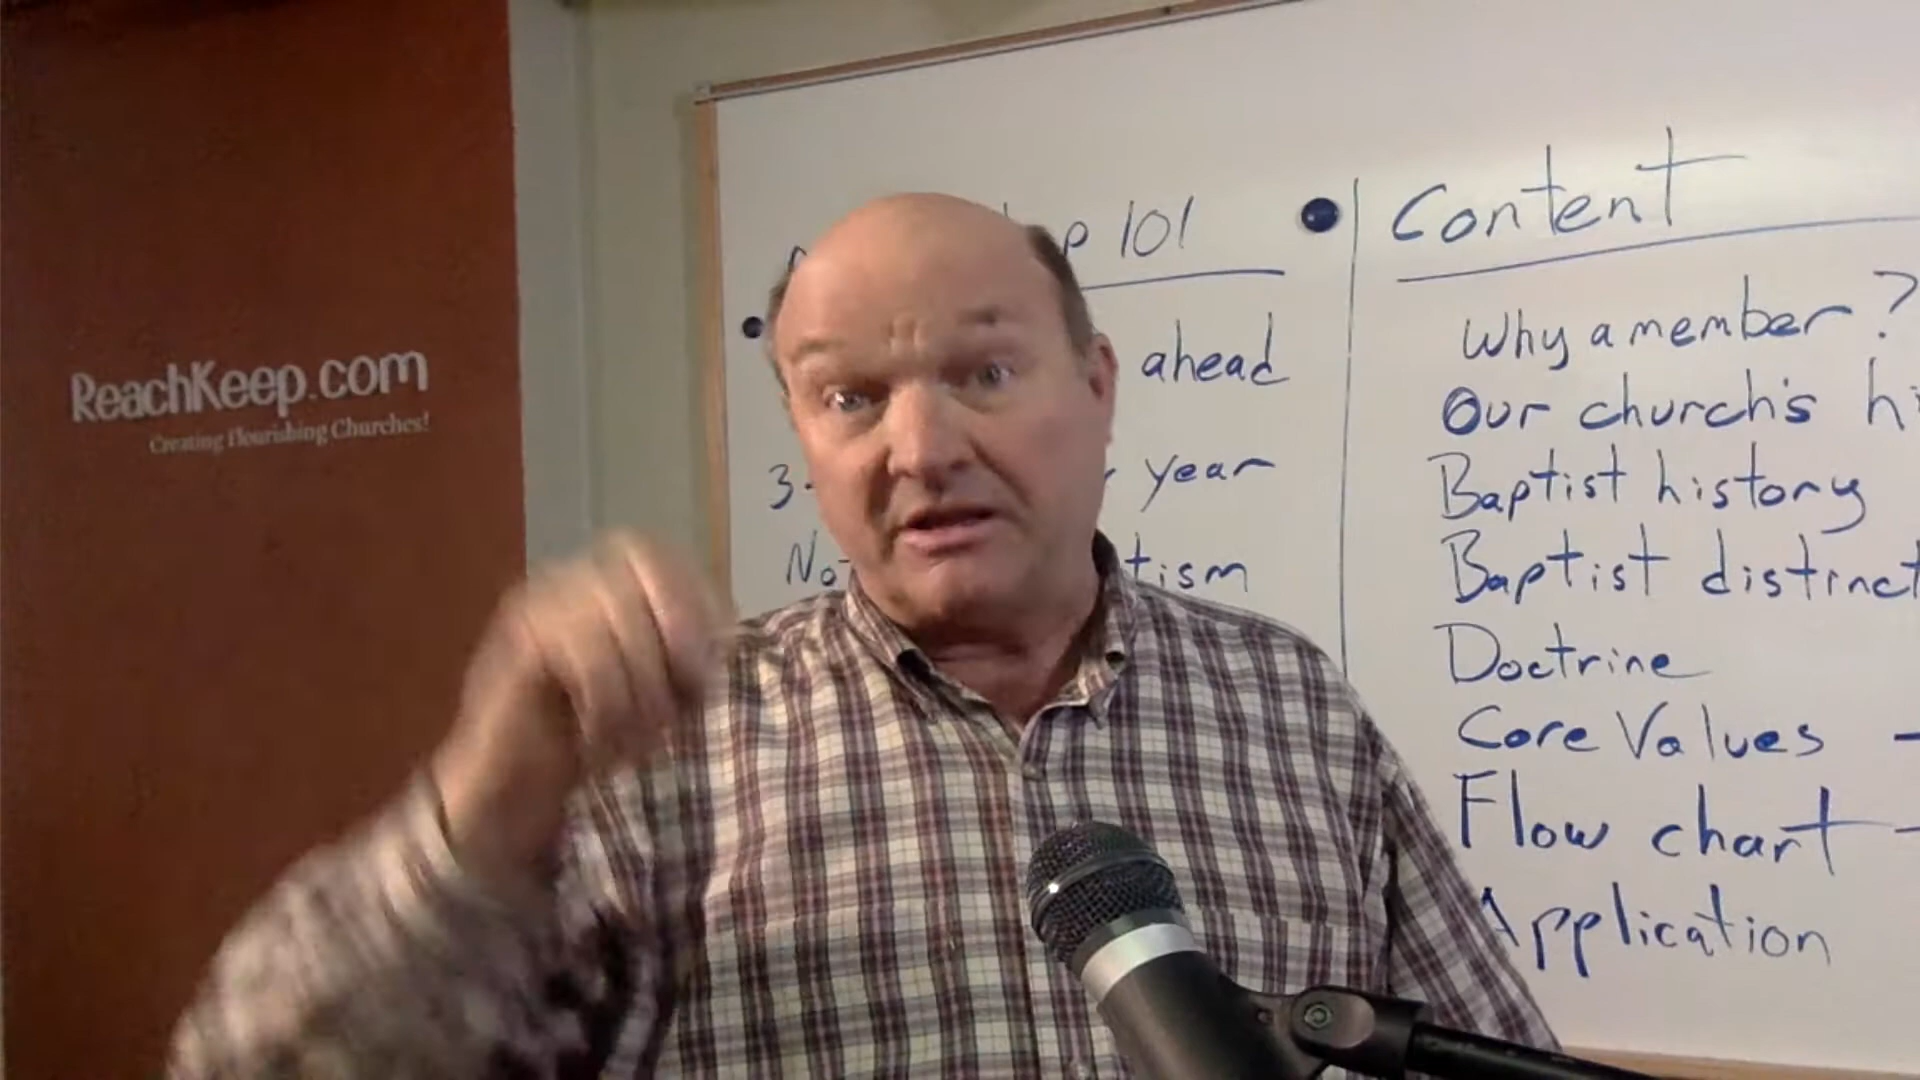 ReachKeep.com
Creating Flourishing Churches!
p 101
ahead
3- year
No tism
Content
Why a member?
Our church's hi
Baptist history
Baptist distinct
Doctrine
Core Values -
Flow chart -
Application